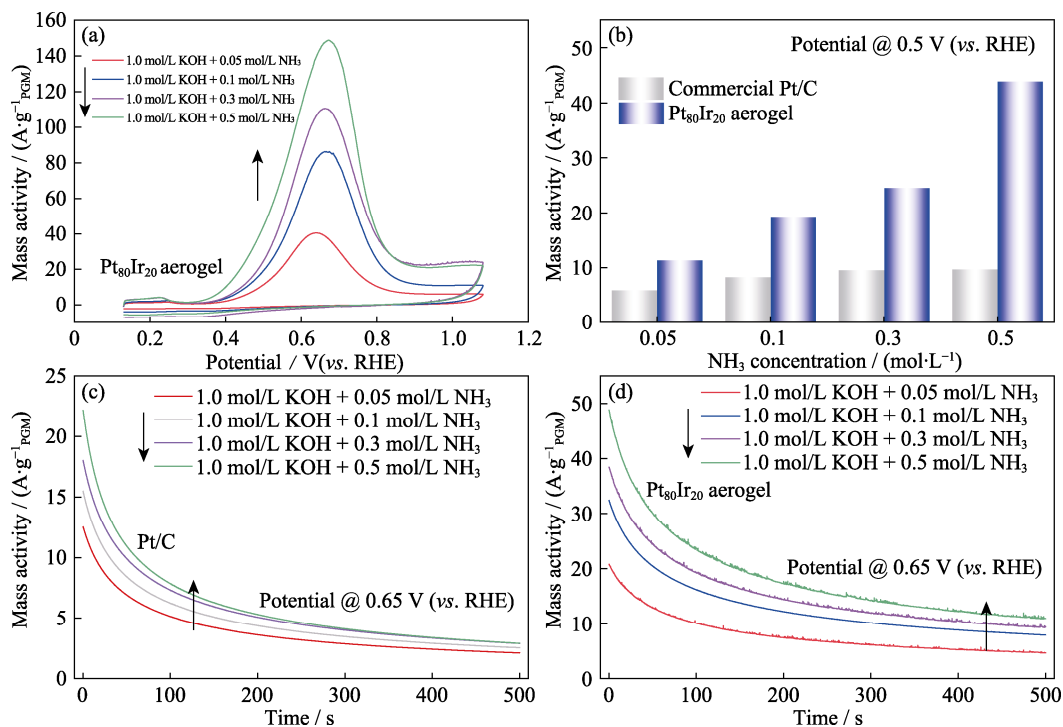 (a)
1.0 mol/L KOH + 0.05 mol/L NH₃
1.0 mol/L KOH + 0.1 mol/L NH₃
1.0 mol/L KOH + 0.3 mol/L NH₃
1.0 mol/L KOH + 0.5 mol/L NH₃
Pt₈₀Ir₂₀ aerogel
Mass activity / (A·g⁻¹PGM)
160
140
120
100
80
60
40
20
0
0
0.2
0.4
0.6
0.8
1.0
1.2
Potential / V(vs. RHE)
(b)
Potential @ 0.5 V (vs. RHE)
Commercial Pt/C
Pt₈₀Ir₂₀ aerogel
Mass activity / (A·g⁻¹PGM)
50
40
30
20
10
0
0.05
0.1
0.3
0.5
NH₃ concentration / (mol·L⁻¹)
(c)
1.0 mol/L KOH + 0.05 mol/L NH₃
1.0 mol/L KOH + 0.1 mol/L NH₃
1.0 mol/L KOH + 0.3 mol/L NH₃
1.0 mol/L KOH + 0.5 mol/L NH₃
Pt/C
Potential @ 0.65 V (vs. RHE)
Mass activity / (A·g⁻¹PGM)
25
20
15
10
5
0
0
100
200
300
400
500
Time / s
(d)
1.0 mol/L KOH + 0.05 mol/L NH₃
1.0 mol/L KOH + 0.1 mol/L NH₃
1.0 mol/L KOH + 0.3 mol/L NH₃
1.0 mol/L KOH + 0.5 mol/L NH₃
Pt₈₀Ir₂₀ aerogel
Potential @ 0.65 V (vs. RHE)
Mass activity / (A·g⁻¹PGM)
50
40
30
20
10
0
0
100
200
300
400
500
Time / s